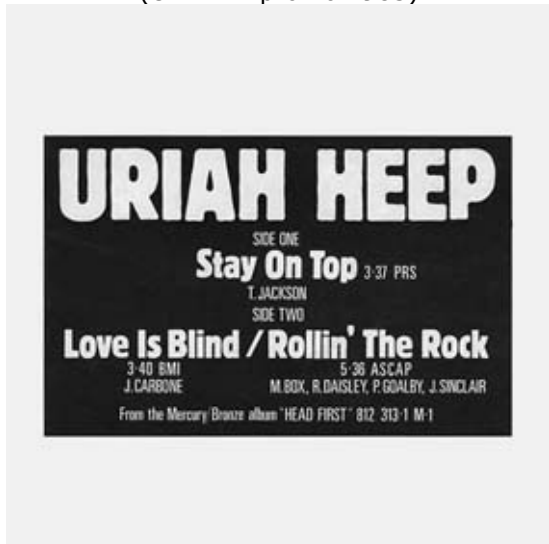 URIAH HEEP
SIDE ONE
Stay On Top 3·37 PRS
T. JACKSON
SIDE TWO
Love Is Blind / Rollin' The Rock
3·40 BMI 5·36 ASCAP
J. CARBONE M. BOX, R. DAISLEY, P. GOALBY, J. SINCLAIR
From the Mercury/Bronze album "HEAD FIRST" 812 313·1 M·1